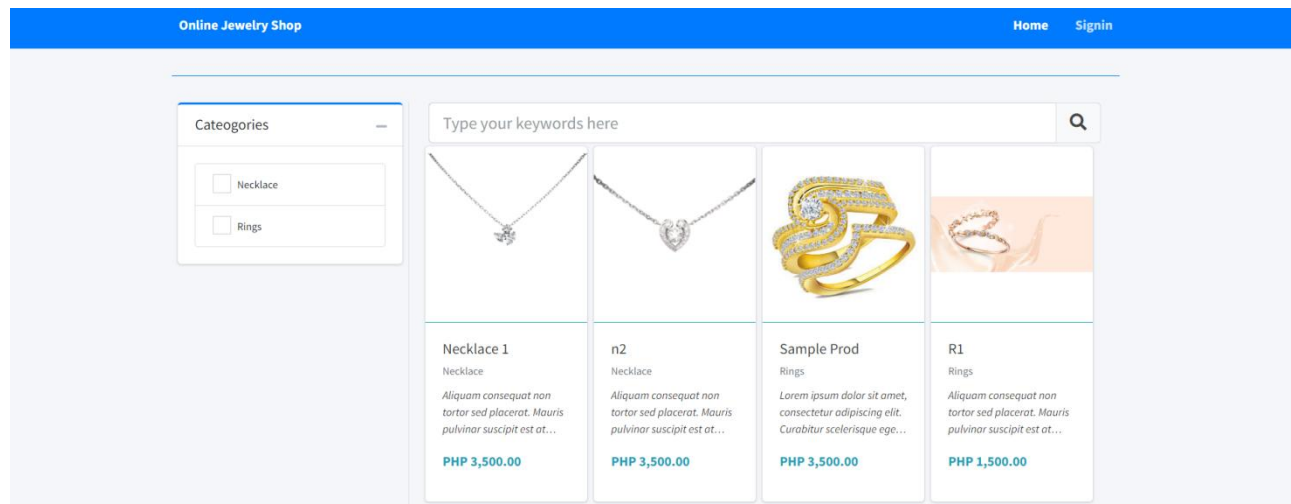 Online Jewelry Shop
Home
Signin
Cateogories
Type your keywords here
Necklace
Rings
Necklace 1
Necklace
Aliquam consequat non
tortor sed placerat. Mauris
pulvinar suscipit est at...
PHP 3,500.00
n2
Necklace
Aliquam consequat non
tortor sed placerat. Mauris
pulvinar suscipit est at...
PHP 3,500.00
Sample Prod
Rings
Lorem ipsum dolor sit amet,
consectetur adipiscing elit.
Curabitur scelerisque ege...
PHP 3,500.00
R1
Rings
Aliquam consequat non
tortor sed placerat. Mauris
pulvinar suscipit est at...
PHP 1,500.00